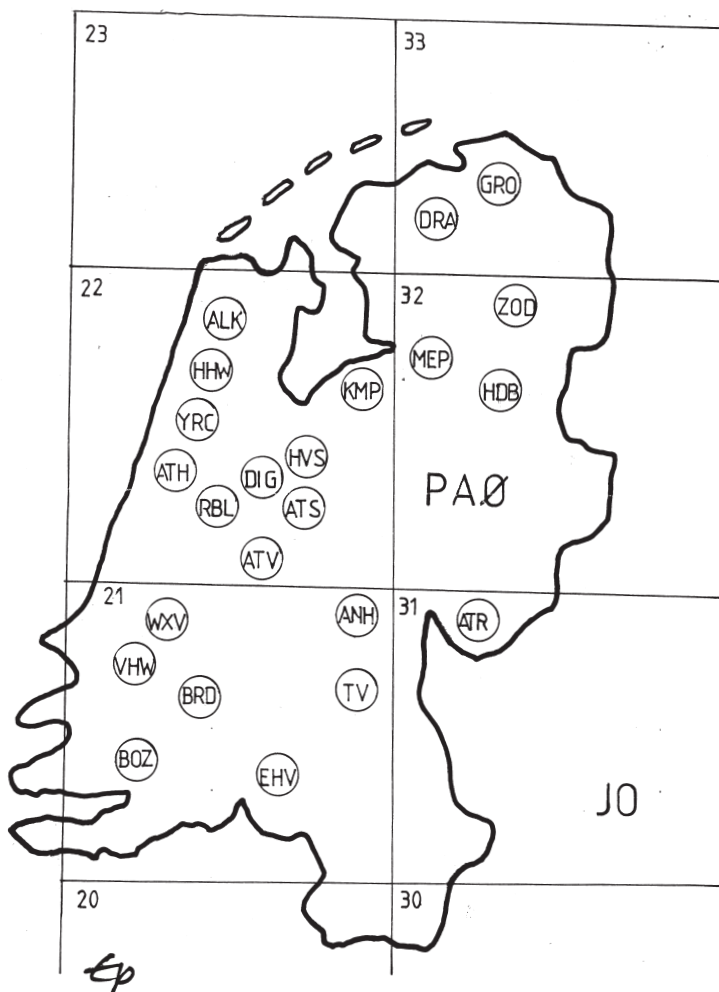 23
33
GRO
DRA
22
32
ZOD
ALK
MEP
HHW
KMP
HDB
YRC
HVS
ATH
DIG
PAØ
RBL
ATS
ATV
21
31
WXV
ANH
ATR
VHW
BRD
TV
BOZ
EHV
JO
20
30